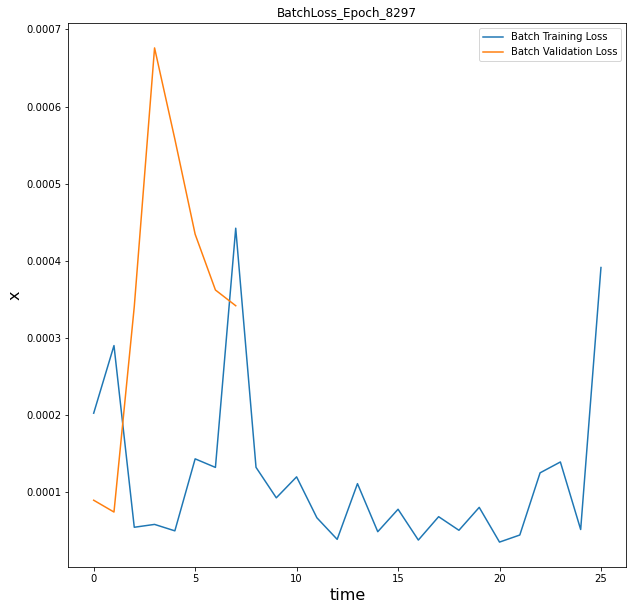 BatchLoss_Epoch_8297
Batch Training Loss
Batch Validation Loss
0.0007
0.0006
0.0005
0.0004
0.0003
0.0002
0.0001
x
0 5 10 15 20 25
time